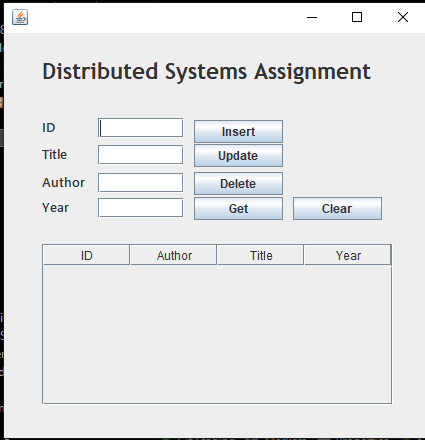 Distributed Systems Assignment
ID Insert
Title Update
Author Delete
Year Get Clear
ID Author Title Year